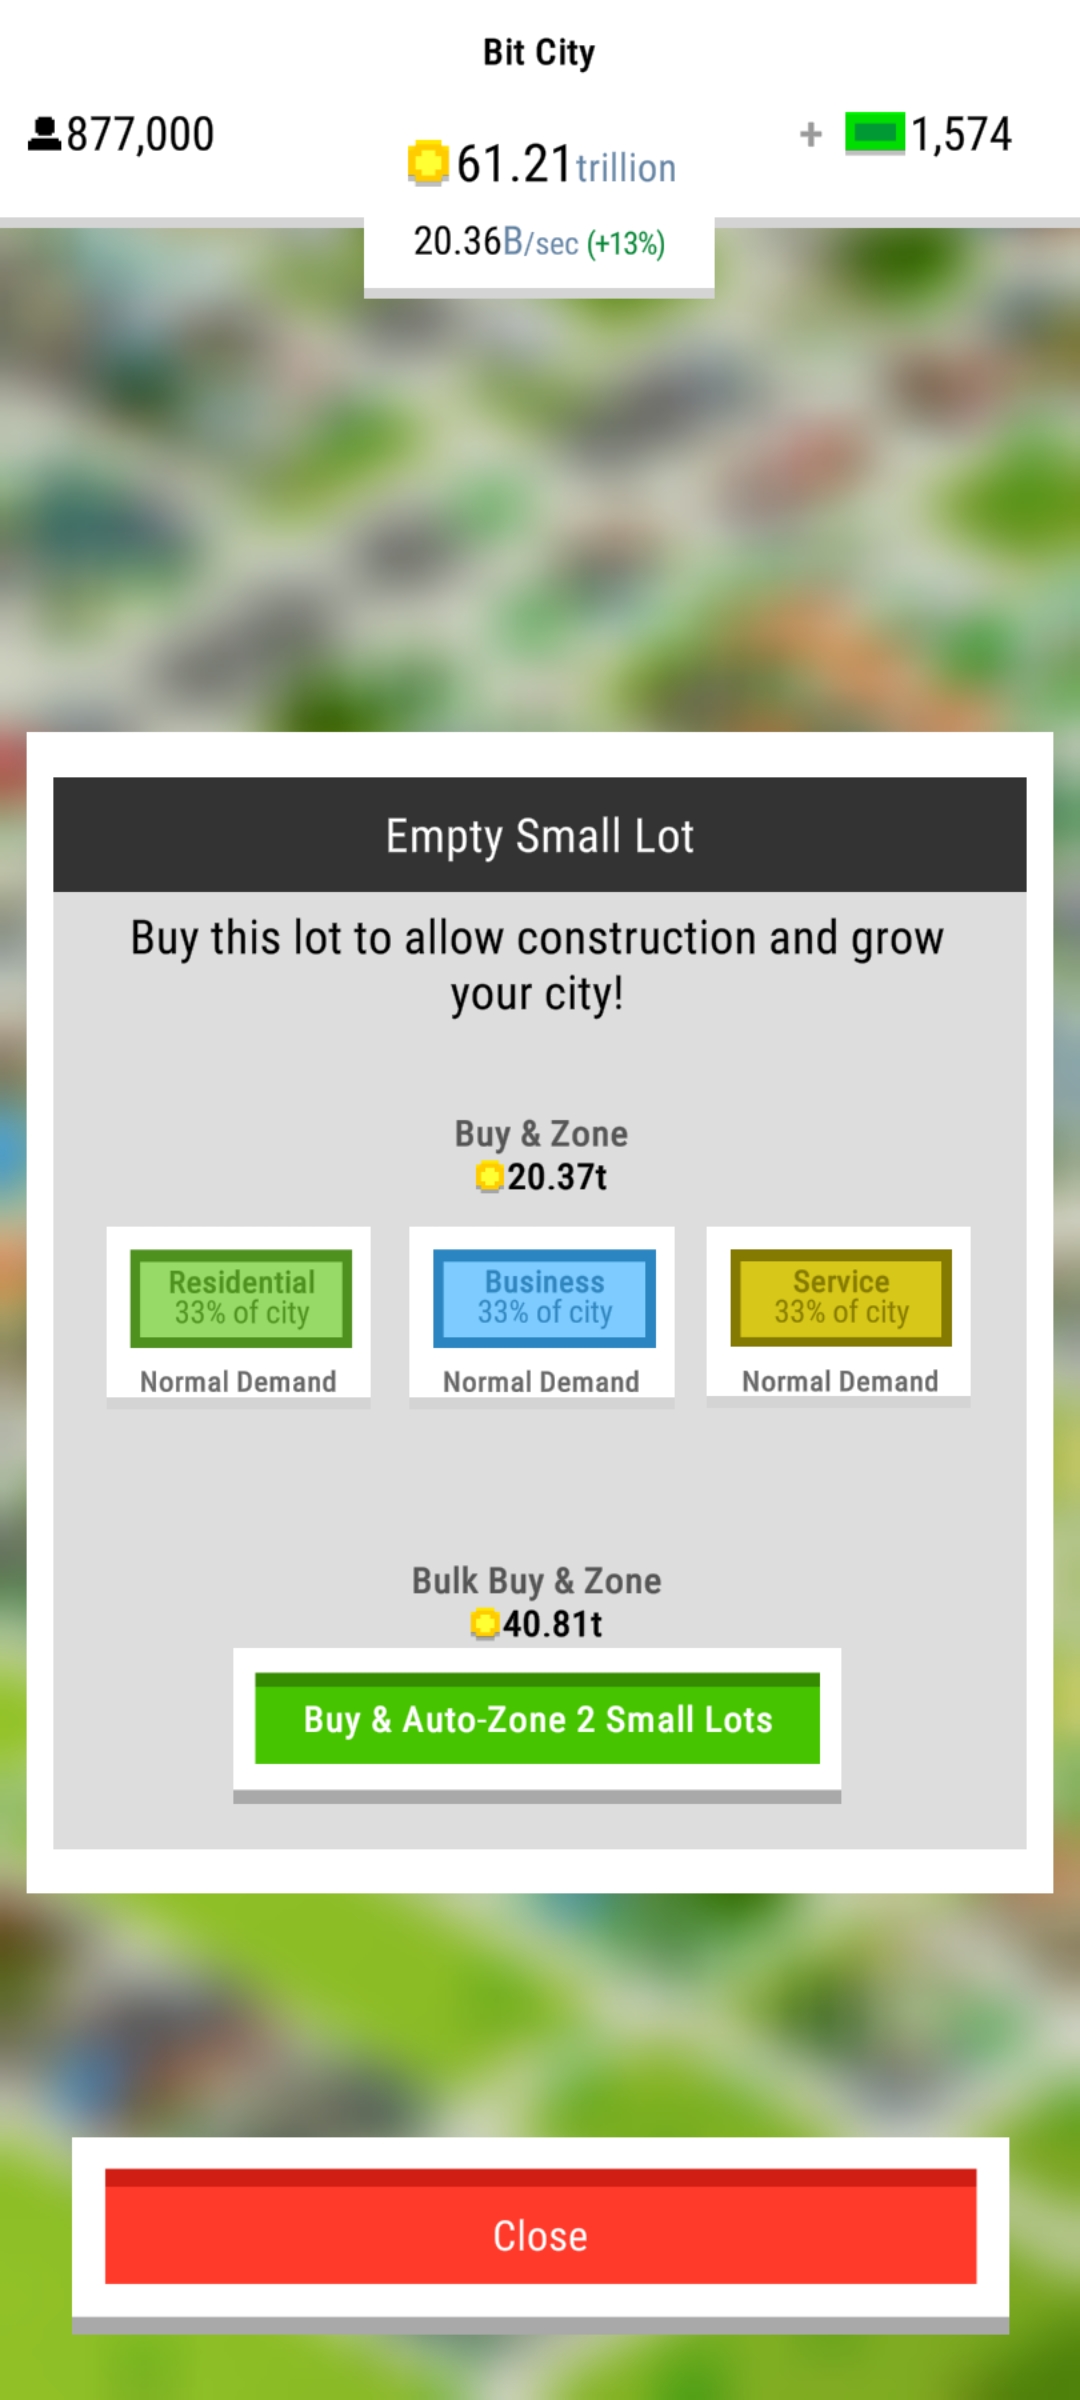 Bit City
877,000
61.21trillion
+ 1,574
20.36B/sec (+13%)
Empty Small Lot
Buy this lot to allow construction and grow
your city!
Buy & Zone
20.37t
Residential
33% of city
Normal Demand
Business
33% of city
Normal Demand
Service
33% of city
Normal Demand
Bulk Buy & Zone
40.81t
Buy & Auto-Zone 2 Small Lots
Close